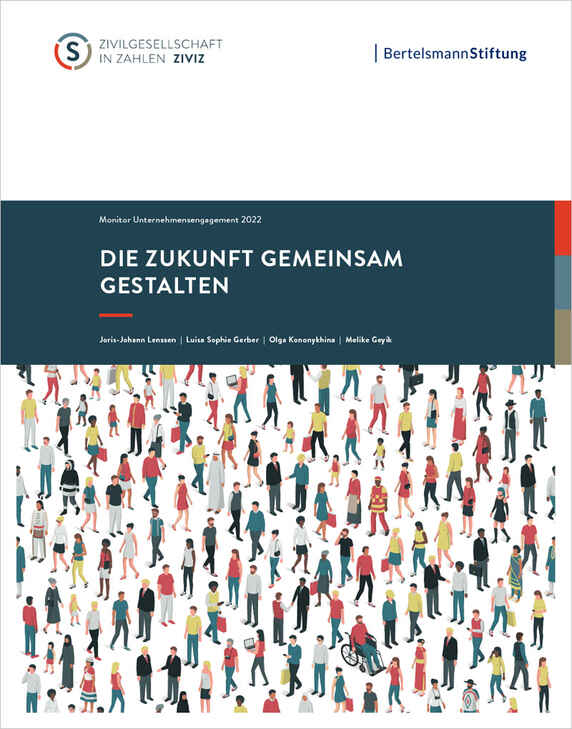 S
ZIVILGESELLSCHAFT
IN ZAHLEN ZIVIZ
BertelsmannStiftung
Monitor Unternehmensengagement 2022
DIE ZUKUNFT GEMEINSAM
GESTALTEN
Joris-Johann Lenssen | Luisa Sophie Gerber | Olga Kononykhina | Melike Geyik